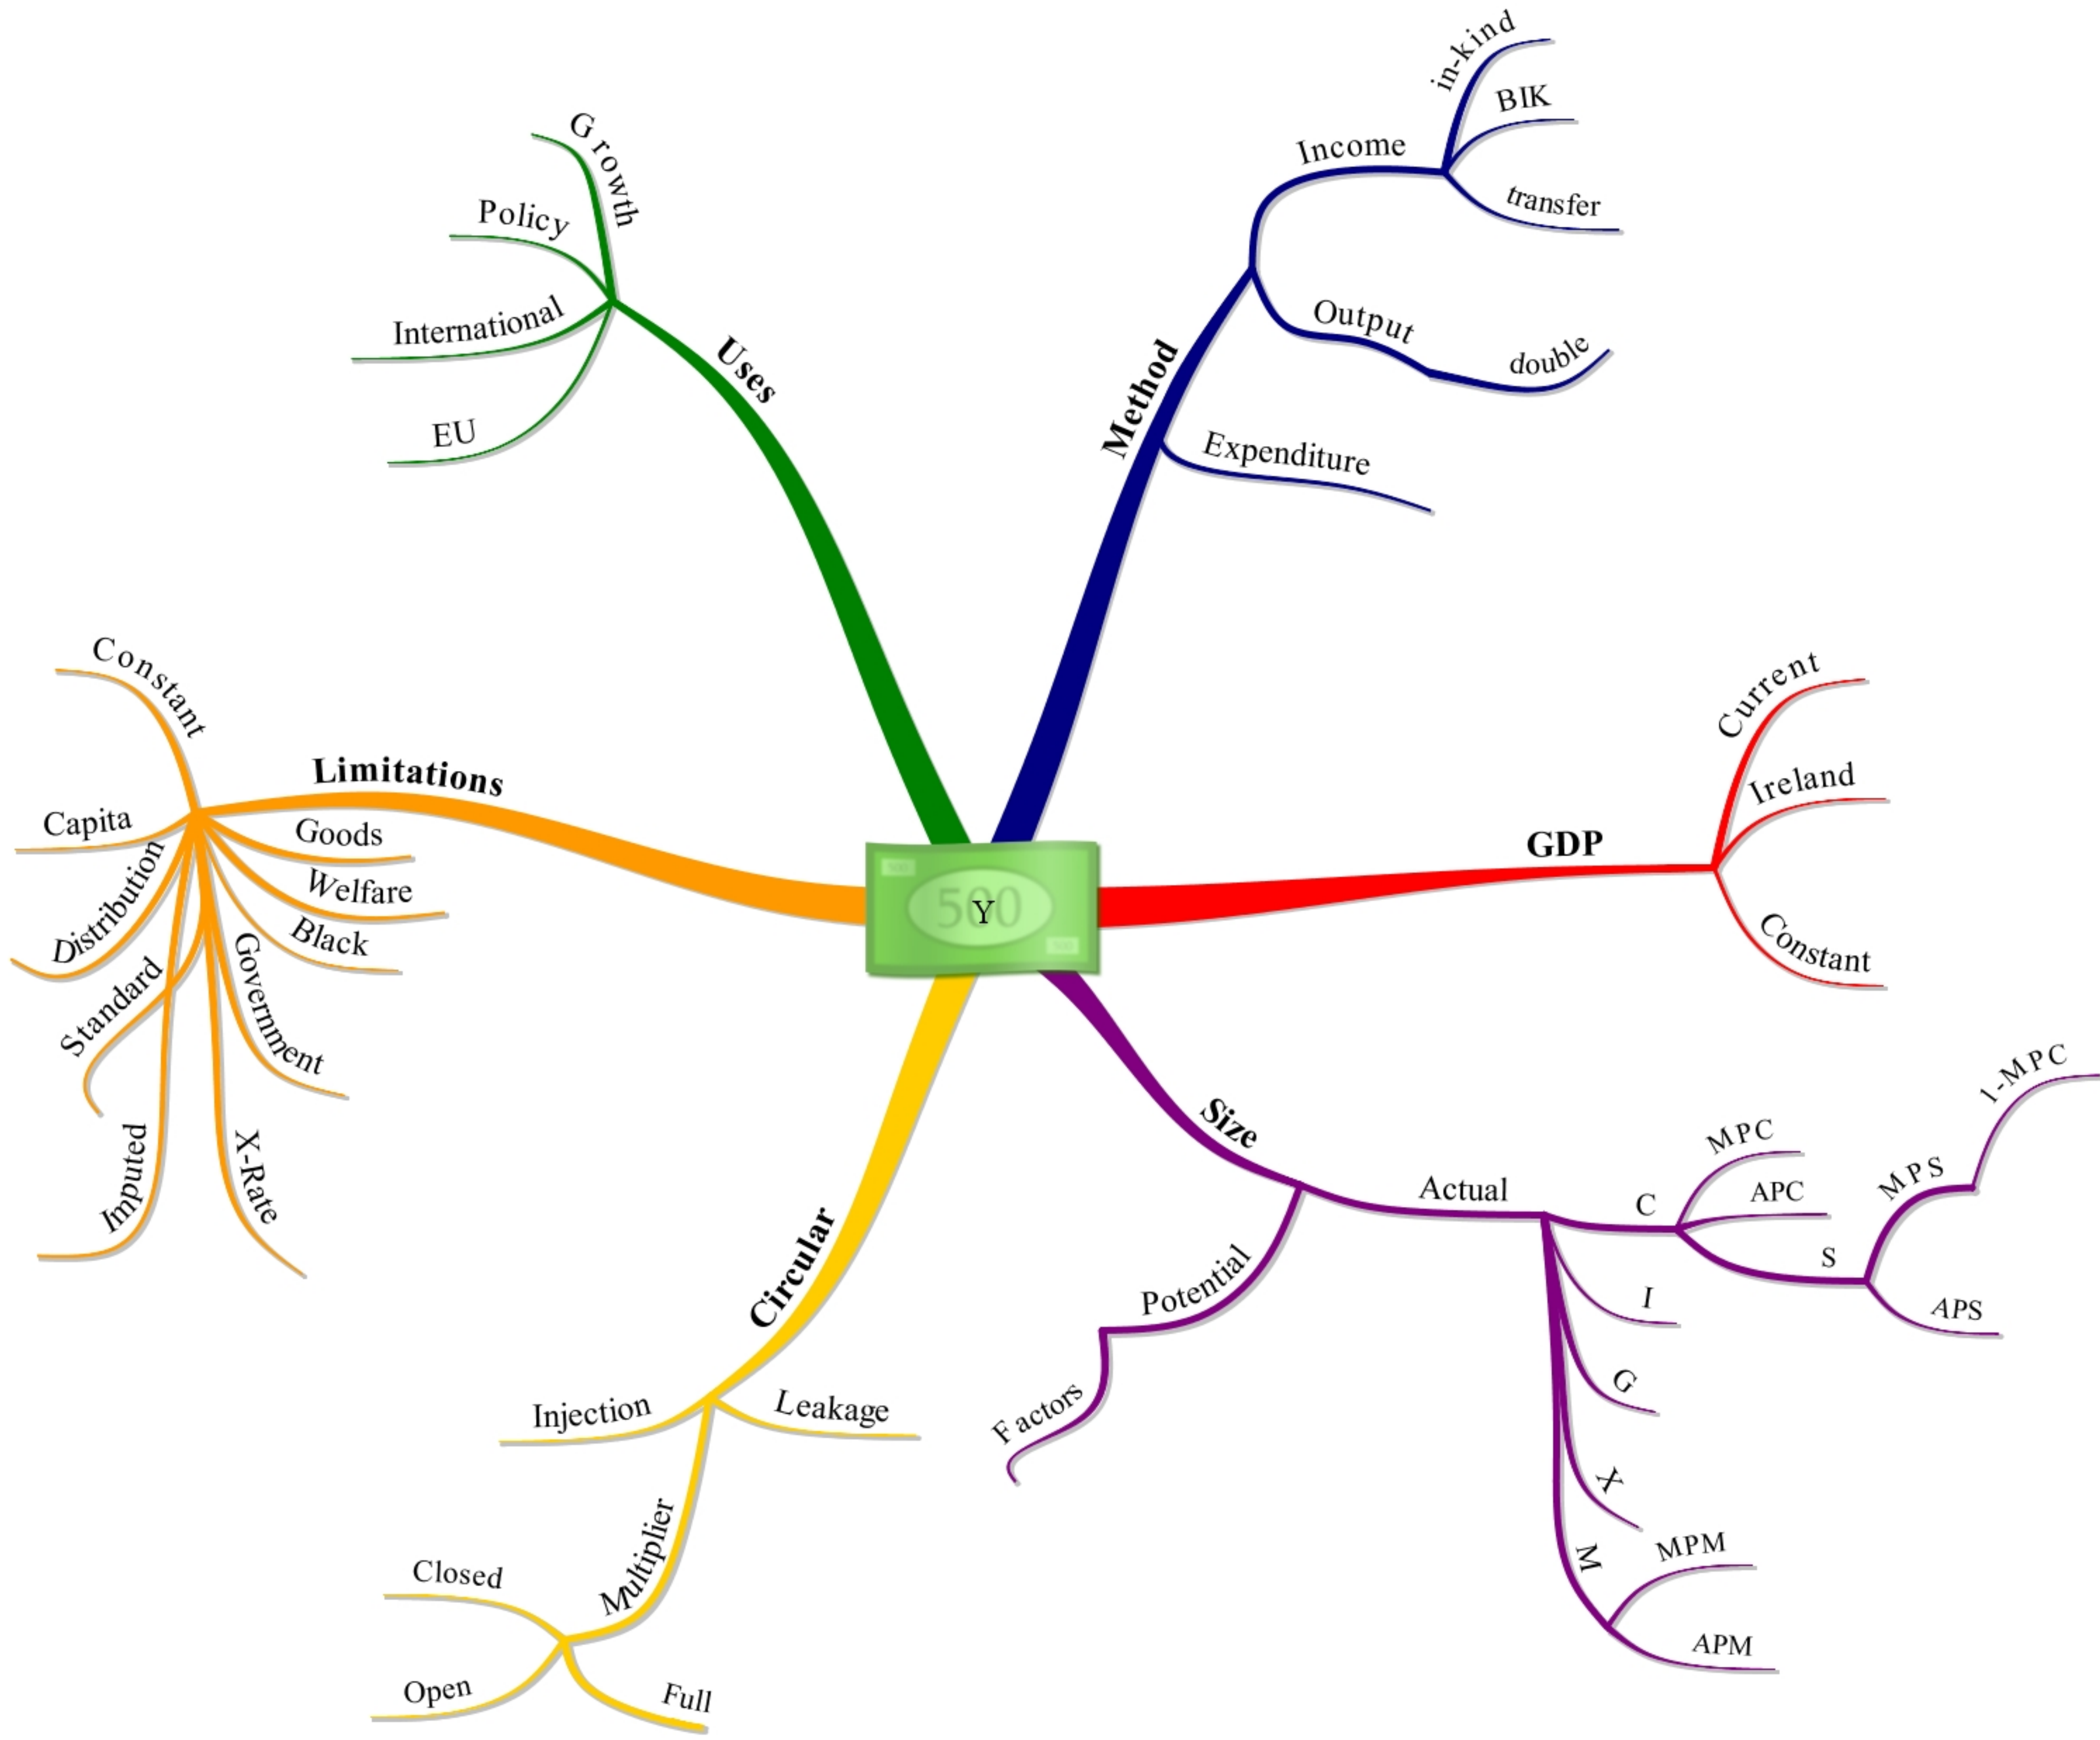 Y
500
Method
Income
in-kind
BIK
transfer
Output
double
Expenditure
GDP
Current
Ireland
Constant
Size
Actual
C
MPC
APC
S
MPS
1-MPC
APS
I
G
X
M
MPM
APM
Potential
Factors
Circular
Leakage
Injection
Multiplier
Closed
Open
Full
Limitations
Constant
Capita
Distribution
Standard
Imputed
X-Rate
Government
Black
Welfare
Goods
Uses
Growth
Policy
International
EU